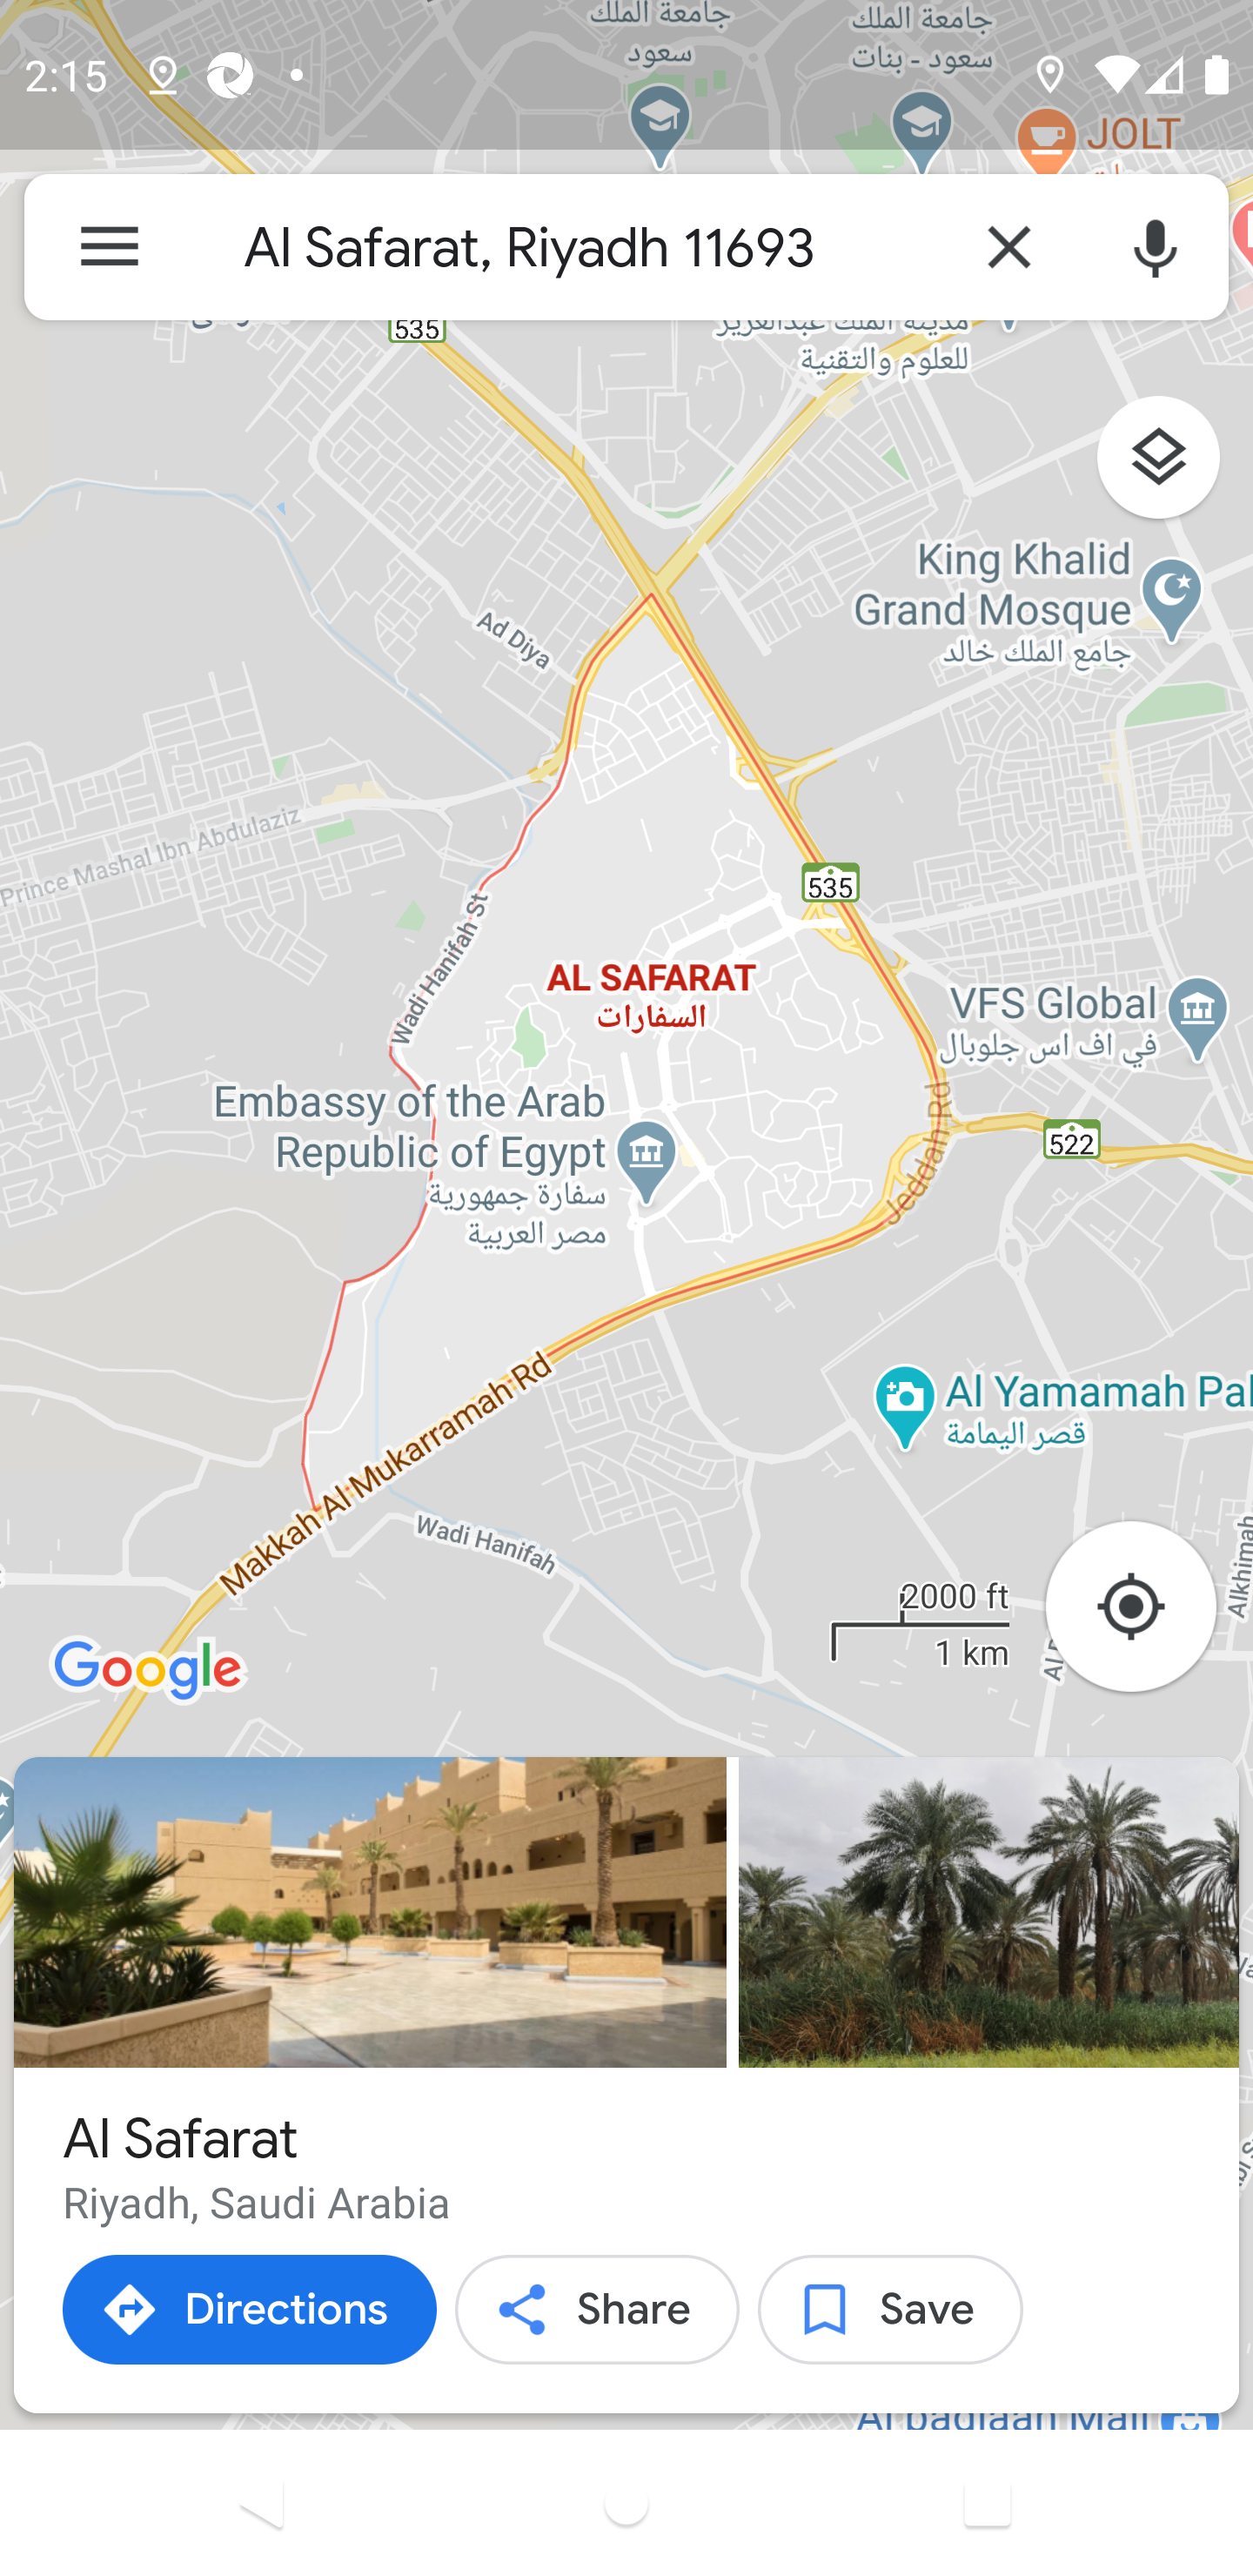 جامعة الملك
سعود
جامعة الملك
سعود - بنات
2:15
JOLT
Al Safarat, Riyadh 11693
535
مدينة الملك عبدالعزيز
للعلوم والتقنية
King Khalid
Grand Mosque
جامع الملك خالد
Ad Diya
Prince Mashal Ibn Abdulaziz
535
Wadi Hanifah St
AL SAFARAT
السفارات
VFS Global
في اف اس جلوبال
Embassy of the Arab
Republic of Egypt
سفارة جمهورية
مصر العربية
Jeddah Rd
522
Al Yamamah Pal
قصر اليمامة
Makkah Al Mukarramah Rd
Wadi Hanifah
Alkhimah
2000 ft
1 km
Google
Al Safarat
Riyadh, Saudi Arabia
Directions
Share
Save